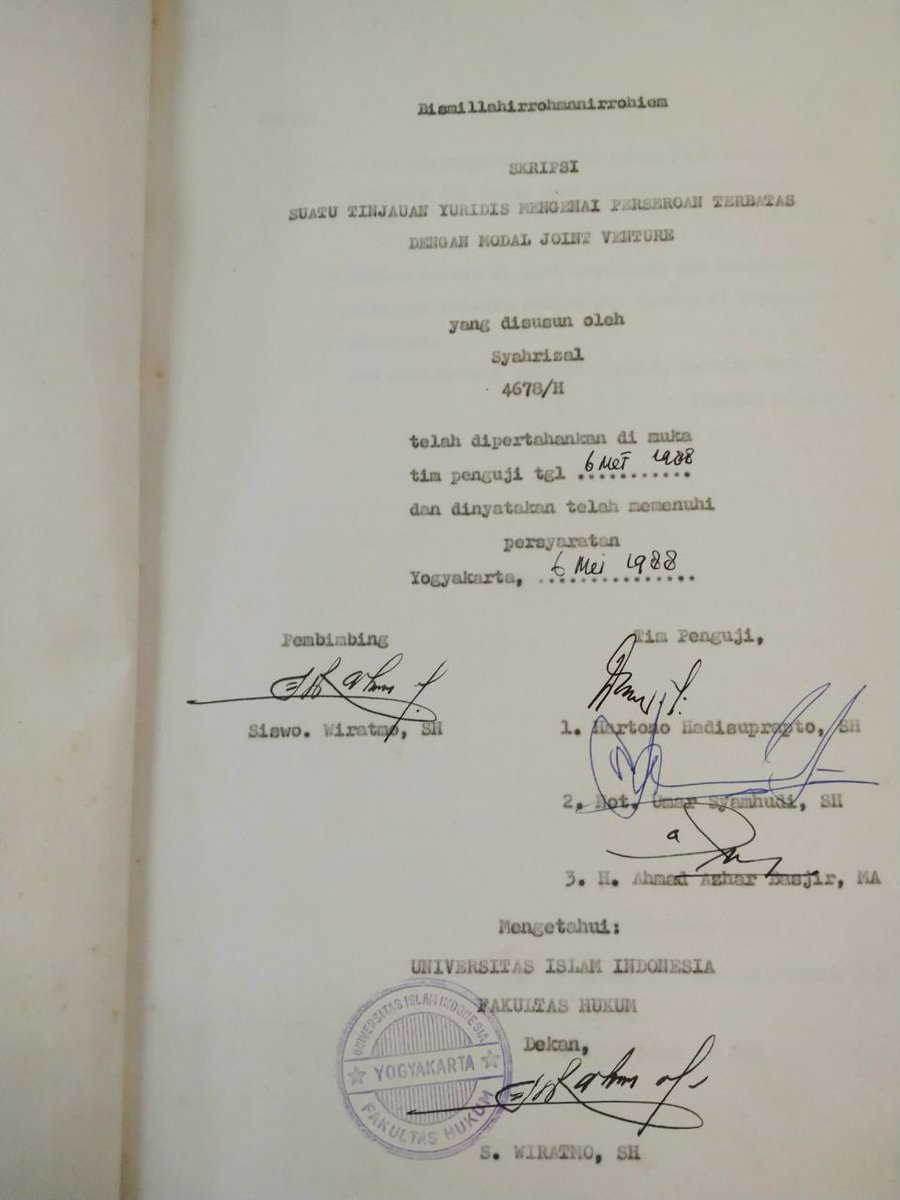 Bismillahirrohmanirrohiem
SKRIPSI
SUATU TINJAUAN YURIDIS MENGENAI PERSEROAN TERBATAS
DENGAN MODAL JOINT VENTURE
yang disusun oleh
Syahrizal
4678/H
telah dipertahankan di muka
tim penguji tgl 6 Mei 1988
dan dinyatakan telah memenuhi
persyaratan
Yogyakarta, 6 Mei 1988
Pembimbing
Siswo. Wiratmo, SH
Tim Penguji,
1. Hartono Hadisuprapto, SH
2. Not. Umar Syamhudi, SH
3. H. Ahmad Azhar Basjir, MA
Mengetahui:
UNIVERSITAS ISLAM INDONESIA
FAKULTAS HUKUM
Dekan,
UNIVERSITAS ISLAM INDONESIA
YOGYAKARTA
FAKULTAS HUKUM
S. WIRATMO, SH